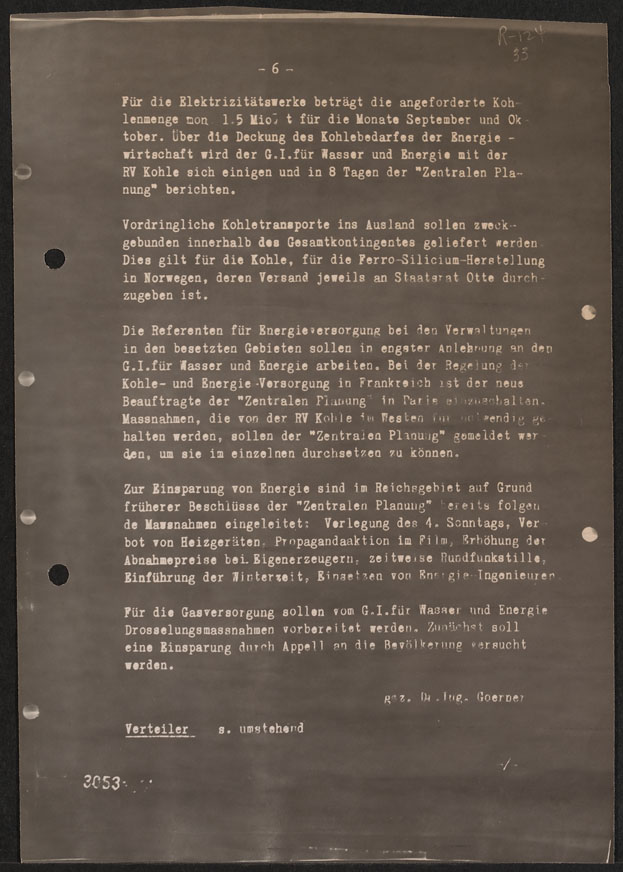 R-124
33
- 6 -
Für die Elektrizitätswerke beträgt die angeforderte Koh-
lenmenge mon. 1.5 Mio. t für die Monate September und Ok-
tober. Über die Deckung des Kohlebedarfes der Energie -
wirtschaft wird der G.I.für Wasser und Energie mit der
RV Kohle sich einigen und in 8 Tagen der "Zentralen Pla-
nung" berichten.
Vordringliche Kohletransporte ins Ausland sollen zweck-
gebunden innerhalb des Gesamtkontingentes geliefert werden.
Dies gilt für die Kohle, für die Ferro-Silicium-Herstellung
in Norwegen, deren Versand jeweils an Staatsrat Otte durch-
zugeben ist.
Die Referenten für Energieversorgung bei den Verwaltungen
in den besetzten Gebieten sollen in engster Anlehnung an den
G.I.für Wasser und Energie arbeiten. Bei der Regelung der
Kohle- und Energie-Versorgung in Frankreich ist der neue
Beauftragte der "Zentralen Planung" in Paris einzuschalten.
Massnahmen, die von der RV Kohle im Westen für notwendig ge-
halten werden, sollen der "Zentralen Planung" gemeldet wer-
den, um sie im einzelnen durchsetzen zu können.
Zur Einsparung von Energie sind im Reichsgebiet auf Grund
früherer Beschlüsse der "Zentralen Planung" bereits folgen
de Massnahmen eingeleitet: Verlegung des 4. Sonntags, Ver-
bot von Heizgeräten, Propagandaaktion im Film, Erhöhung der
Abnahmepreise bei Eigenerzeugern, zeitweise Rundfunkstille,
Einführung der Winterzeit, Einsetzen von Energie-Ingenieuren.
Für die Gasversorgung sollen vom G.I.für Wasser und Energie
Drosselungsmassnahmen vorbereitet werden. Zunächst soll
eine Einsparung durch Appell an die Bevölkerung versucht
werden.
gez. Dr.Ing. Goerner
Verteiler s. umstehend
-/-
3053